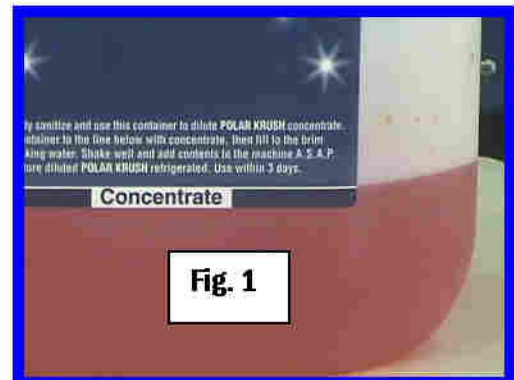 ly sanitize and use this container to dilute POLAR KRUSH concentrate.
ntainer to the line below with concentrate, then fill to the brim
king water. Shake well and add contents to the machine A.S.A.P.
ore diluted POLAR KRUSH refrigerated. Use within 3 days.
Concentrate
Fig. 1